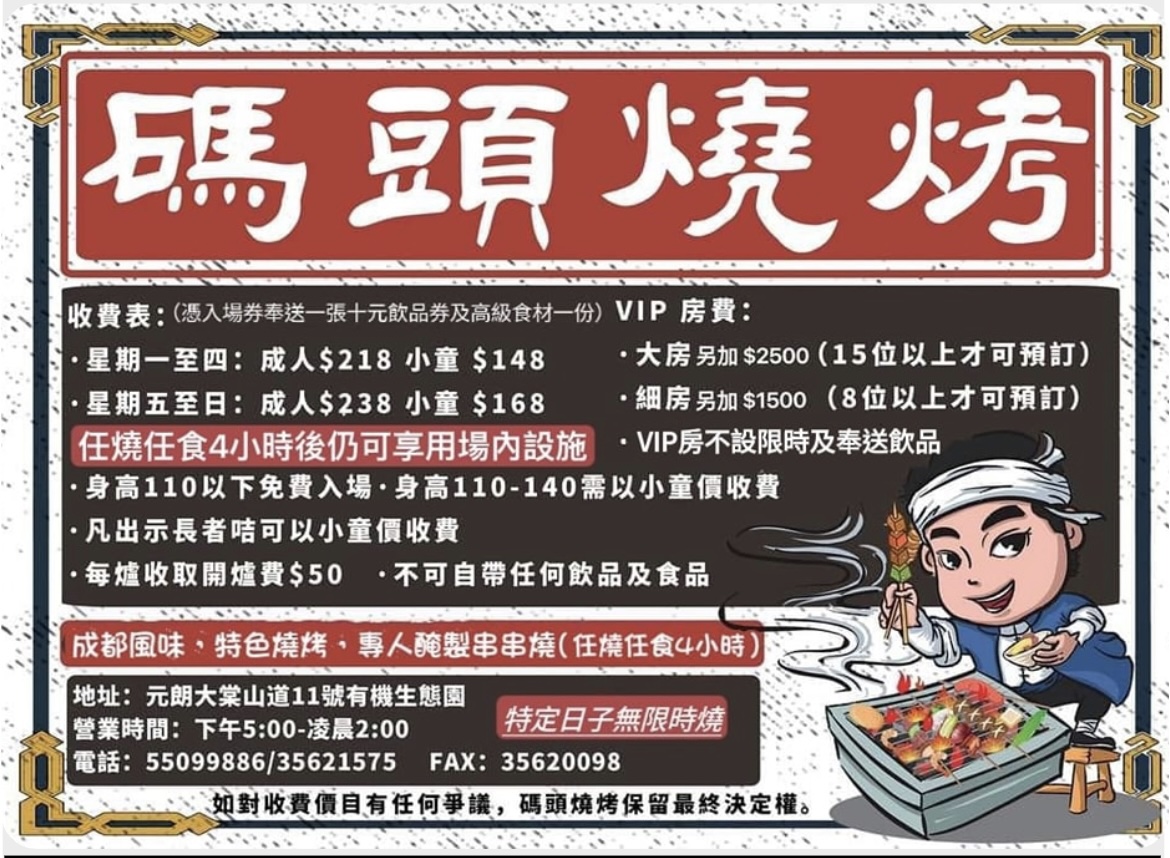 碼頭燒烤
收費表：（憑入場券奉送一張十元飲品券及高級食材一份）
·星期一至四：成人$218 小童 $148
·星期五至日：成人$238 小童 $168
任燒任食4小時後仍可享用場內設施
VIP 房費：
·大房另加 $2500（15位以上才可預訂）
·細房另加 $1500 （8位以上才可預訂）
·VIP房不設限時及奉送飲品
·身高110以下免費入場·身高110-140需以小童價收費
·凡出示長者咭可以小童價收費
·每爐收取開爐費$50 ·不可自帶任何飲品及食品
成都風味，特色燒烤，專人醃製串串燒（任燒任食4小時）
地址：元朗大棠山道11號有機生態園
營業時間：下午5:00-凌晨2:00
電話：55099886/35621575 FAX：35620098
特定日子無限時燒
如對收費價目有任何爭議，碼頭燒烤保留最終決定權。